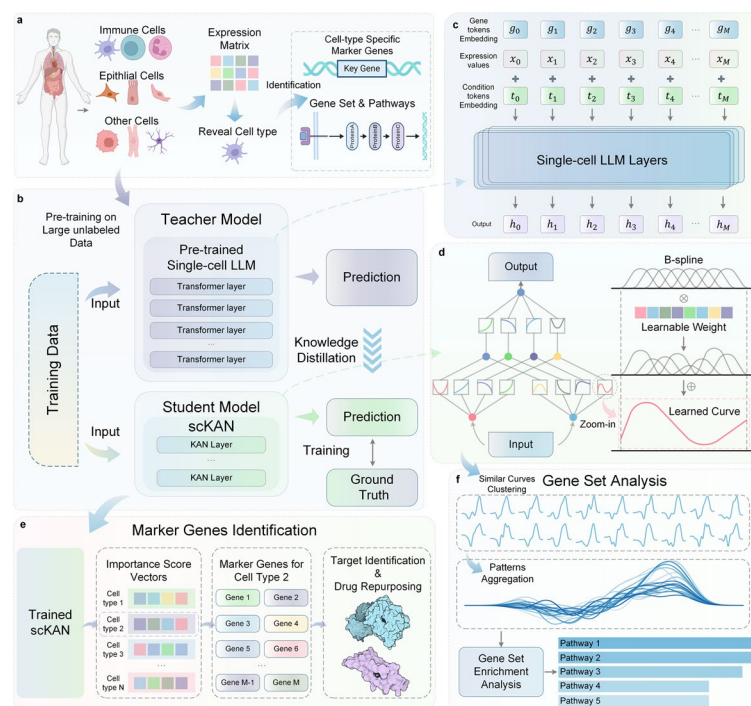 a
Immune Cells
Epithlial Cells
Other Cells
Expression
Matrix
Reveal Cell type
Identification
Cell-type Specific
Marker Genes
Key Gene
Gene Set & Pathways
ProteinA
ProteinB
ProteinC
b
Pre-training on
Large unlabeled
Data
Training Data
Input
Input
Teacher Model
Pre-trained
Single-cell LLM
Transformer layer
Transformer layer
Transformer layer
...
Transformer layer
Prediction
Knowledge
Distillation
Student Model
scKAN
KAN Layer
...
KAN Layer
Prediction
Training
Ground
Truth
c
Gene
tokens
Embedding
g0 g1 g2 g3 g4 ... gM
Expression
values
x0 x1 x2 x3 x4 ... xM
+ + + + + +
Condition
tokens
Embedding
t0 t1 t2 t3 t4 ... tM
Single-cell LLM Layers
Output
h0 h1 h2 h3 h4 ... hM
d
Output
Input
Zoom-in
B-spline
⊗
Learnable Weight
⊕
Learned Curve
e
Marker Genes Identification
Trained
scKAN
Importance Score
Vectors
Cell
type 1
Cell
type 2
Cell
type 3
...
Cell
type N
Marker Genes for
Cell Type 2
Gene 1 Gene 2
Gene 3 Gene 4
Gene 5 Gene 6
...
Gene M-1 Gene M
Target Identification
&
Drug Repurposing
f
Similar Curves
Clustering
Gene Set Analysis
Patterns
Aggregation
Gene Set
Enrichment
Analysis
Pathway 1
Pathway 2
Pathway 3
Pathway 4
Pathway 5